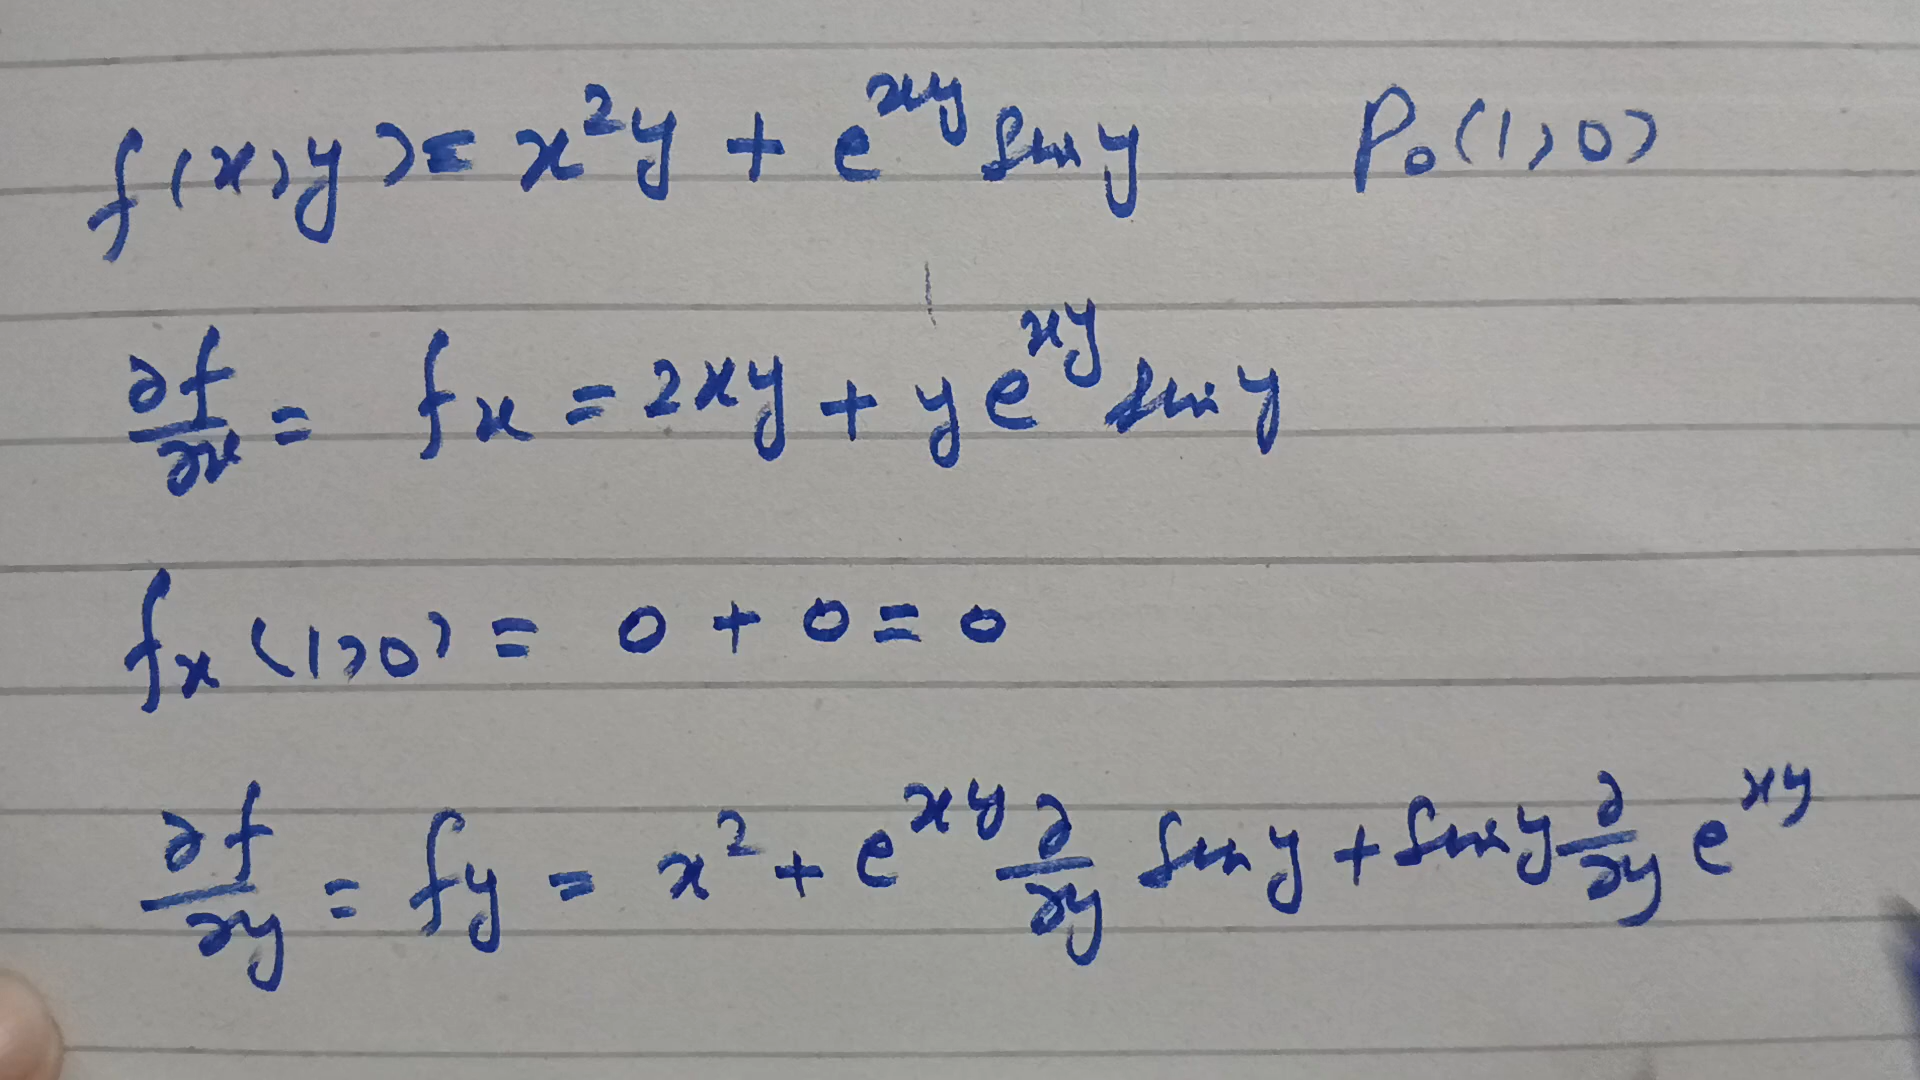 f(x,y) = x²y + e^{xy} sin y P₀(1,0)
∂f/∂x = fx = 2xy + ye^{xy} sin y
fx(1,0) = 0 + 0 = 0
∂f/∂y = fy = x² + e^{xy} ∂/∂y sin y + sin y ∂/∂y e^{xy}